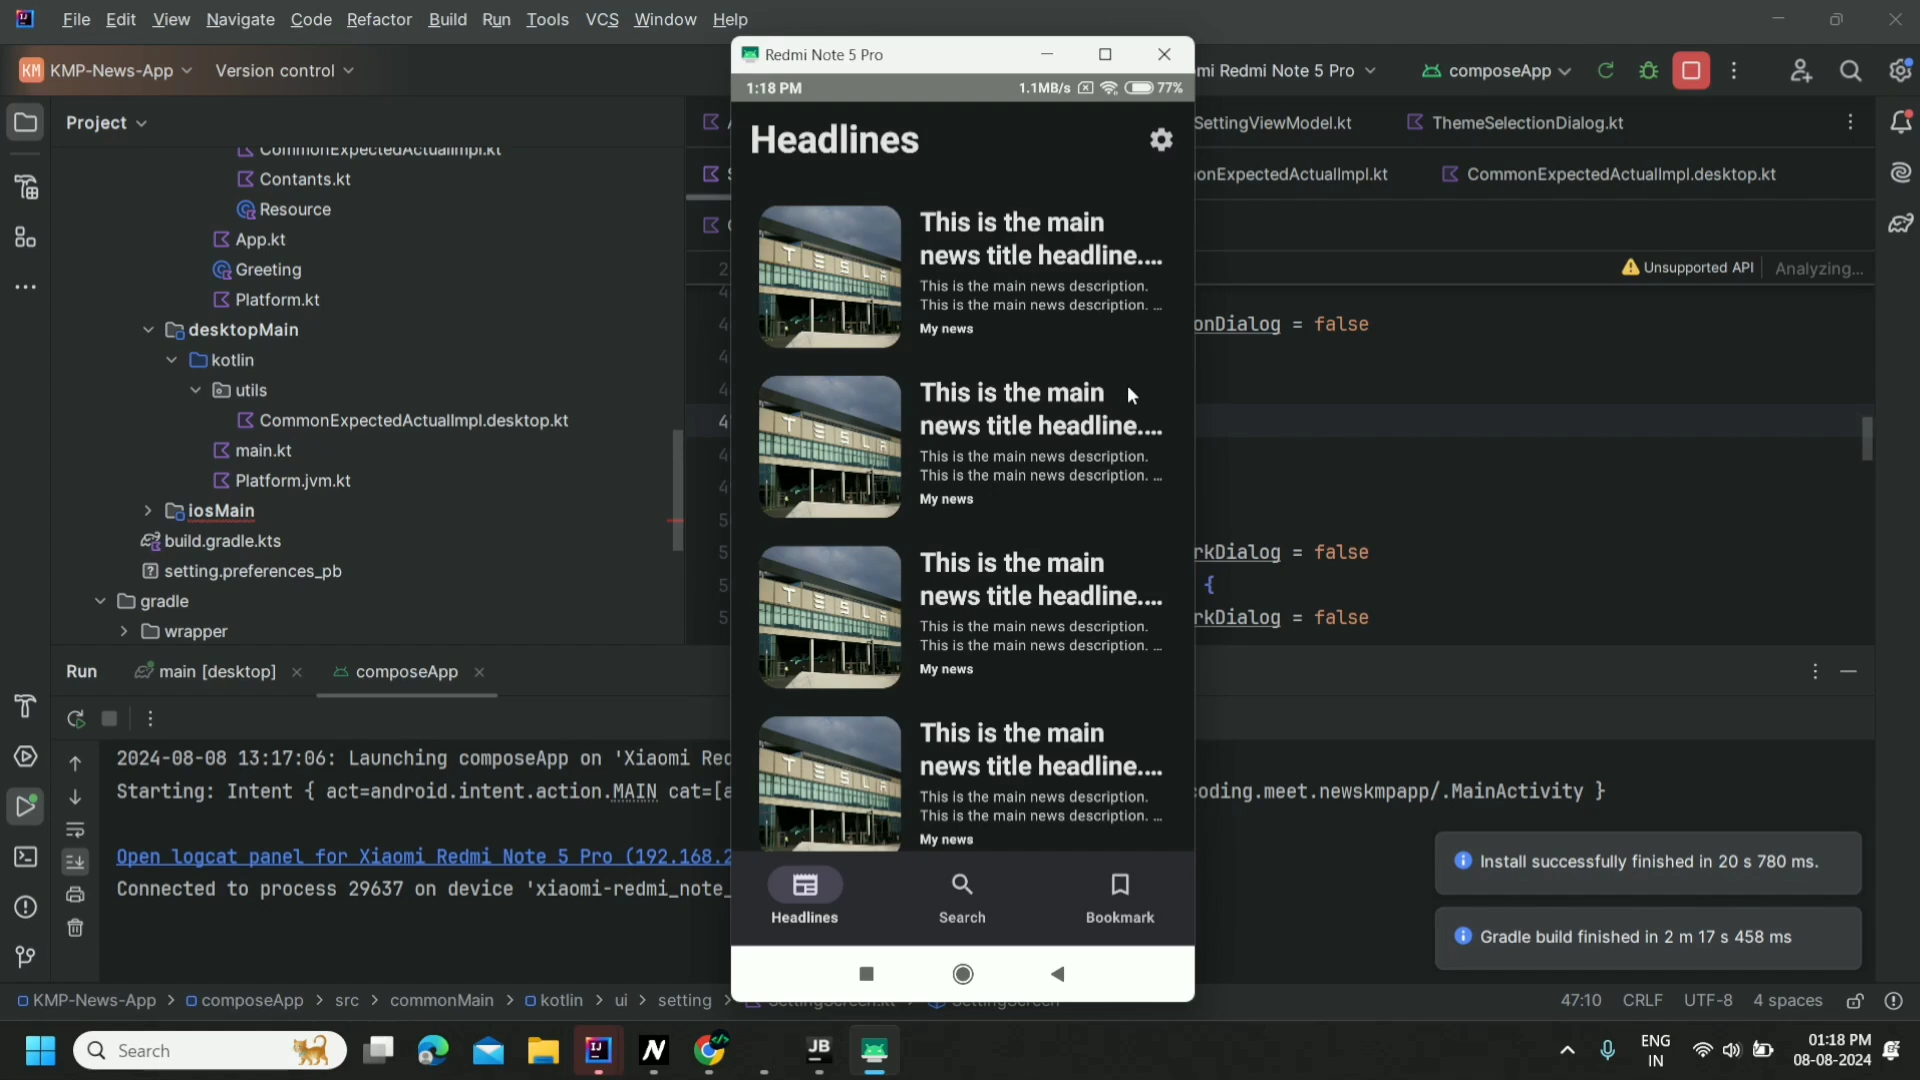 File Edit View Navigate Code Refactor Build Run Tools VCS Window Help
KM KMP-News-App Version control
mi Redmi Note 5 Pro composeApp
Project
CommonExpectedActualImpl.kt
Contants.kt
Resource
App.kt
Greeting
Platform.kt
desktopMain
kotlin
utils
CommonExpectedActualImpl.desktop.kt
main.kt
Platform.jvm.kt
iosMain
build.gradle.kts
setting.preferences_pb
gradle
wrapper
SettingViewModel.kt ThemeSelectionDialog.kt
onExpectedActualImpl.kt CommonExpectedActualImpl.desktop.kt
Unsupported API Analyzing...
onDialog = false
rkDialog = false
{
rkDialog = false
Redmi Note 5 Pro
1:18 PM 1.1MB/s 77%
Headlines
This is the main
news title headline....
This is the main news description.
This is the main news description. ...
My news
This is the main
news title headline....
This is the main news description.
This is the main news description. ...
My news
This is the main
news title headline....
This is the main news description.
This is the main news description. ...
My news
This is the main
news title headline....
This is the main news description.
This is the main news description. ...
My news
Headlines Search Bookmark
TESLA
TESLA
TESLA
TESLA
Run main [desktop] composeApp
2024-08-08 13:17:06: Launching composeApp on 'Xiaomi Red
Starting: Intent { act=android.intent.action.MAIN cat=[a
coding.meet.newskmpapp/.MainActivity }
Open logcat panel for Xiaomi Redmi Note 5 Pro (192.168.2
Connected to process 29637 on device 'xiaomi-redmi_note_
Install successfully finished in 20 s 780 ms.
Gradle build finished in 2 m 17 s 458 ms
KMP-News-App > composeApp > src > commonMain > kotlin > ui > setting > SettingScreen.kt > SettingScreen
47:10 CRLF UTF-8 4 spaces
Search
JB
ENG
IN
01:18 PM
08-08-2024